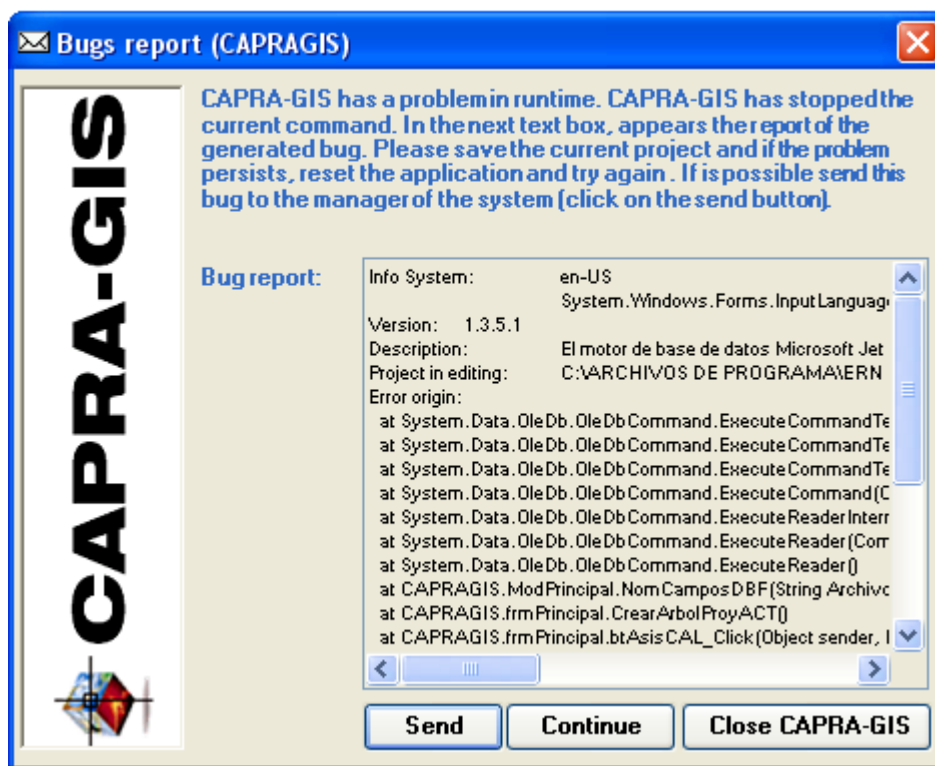 Bugs report (CAPRAGIS)
CAPRA-GIS
CAPRA-GIS has a problem in runtime. CAPRA-GIS has stopped the
current command. In the next text box, appears the report of the
generated bug. Please save the current project and if the problem
persists, reset the application and try again . If is possible send this
bug to the manager of the system (click on the send button).
Bug report:
Info System: en-US
System.Windows.Forms.InputLanguag
Version: 1.3.5.1
Description: El motor de base de datos Microsoft Jet
Project in editing: C:\ARCHIVOS DE PROGRAMA\ERN
Error origin:
at System.Data.OleDb.OleDbCommand.ExecuteCommandTe
at System.Data.OleDb.OleDbCommand.ExecuteCommandTe
at System.Data.OleDb.OleDbCommand.ExecuteCommandTe
at System.Data.OleDb.OleDbCommand.ExecuteCommand(C
at System.Data.OleDb.OleDbCommand.ExecuteReaderInterr
at System.Data.OleDb.OleDbCommand.ExecuteReader(Com
at System.Data.OleDb.OleDbCommand.ExecuteReader()
at CAPRAGIS.ModPrincipal.NomCamposDBF(String Archivo
at CAPRAGIS.frmPrincipal.CrearArbolProyACT()
at CAPRAGIS.frmPrincipal.btAsisCAL_Click(Object sender,
Send
Continue
Close CAPRA-GIS